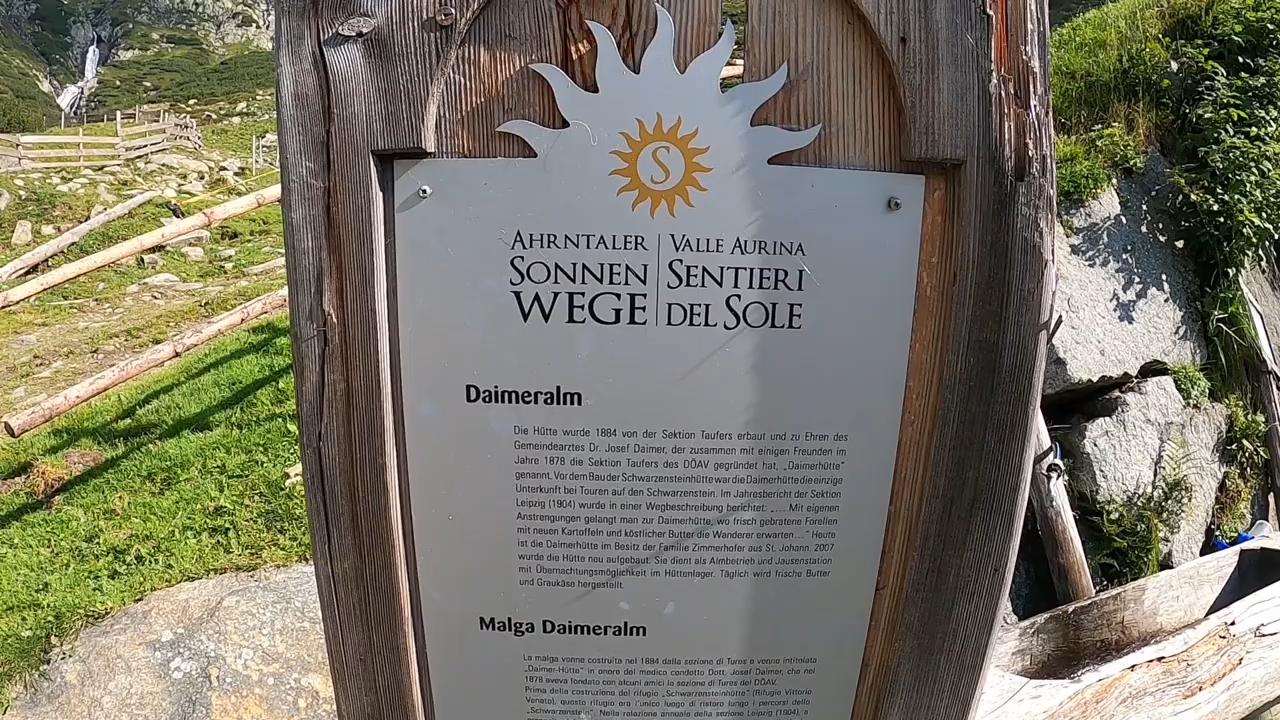 S
AHRNTALER
SONNEN
WEGE
VALLE AURINA
SENTIERI
DEL SOLE
Daimeralm
Die Hütte wurde 1884 von der Sektion Taufers erbaut und zu Ehren des
Gemeindearztes Dr. Josef Daimer, der zusammen mit einigen Freunden im
Jahre 1878 die Sektion Taufers des DÖAV gegründet hat, „Daimerhütte"
genannt. Vor dem Bau der Schwarzensteinhütte war die Daimerhütte die einzige
Unterkunft bei Touren auf den Schwarzenstein. Im Jahresbericht der Sektion
Leipzig (1904) wurde in einer Wegbeschreibung berichtet: „....Mit eigenen
Anstrengungen gelangt man zur Daimerhütte, wo frisch gebratene Forellen
mit neuen Kartoffeln und köstlicher Butter die Wanderer erwarten..." Heute
ist die Daimerhütte im Besitz der Familie Zimmerhofer aus St. Johann. 2007
wurde die Hütte neu aufgebaut. Sie dient als Almbetrieb und Jausenstation
mit Übernachtungsmöglichkeit im Hüttenlager. Täglich wird frische Butter
und Graukäse hergestellt.
Malga Daimeralm
La malga venne costruita nel 1884 dalla sezione di Tures e venne intitolata
„Daimer-Hütte" in onore del medico condotto Dott. Josef Daimer, che nel
1878 aveva fondato con alcuni amici la sezione di Tures del DÖAV.
Prima della costruzione del rifugio „Schwarzensteinhütte" (Rifugio Vittorio
Veneto), questo rifugio era l'unico luogo di ristoro lungo i percorsi dello
„Schwarzenstein". Nella relazione annuale della sezione Leipzig (1904), a